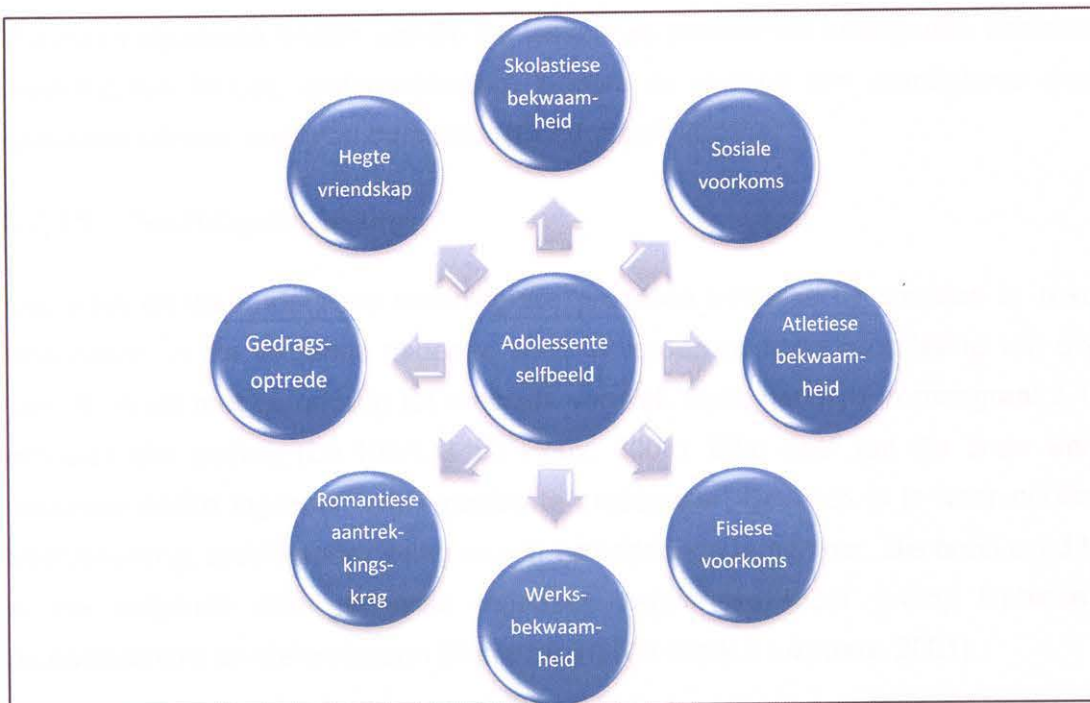 Skolastiese
bekwaam-
heid
Sosiale
voorkoms
Atletiese
bekwaam-
heid
Fisiese
voorkoms
Werks-
bekwaam-
heid
Romantiese
aantrek-
kings-
krag
Gedrags-
optrede
Hegte
vriendskap
Adolessente
selfbeeld